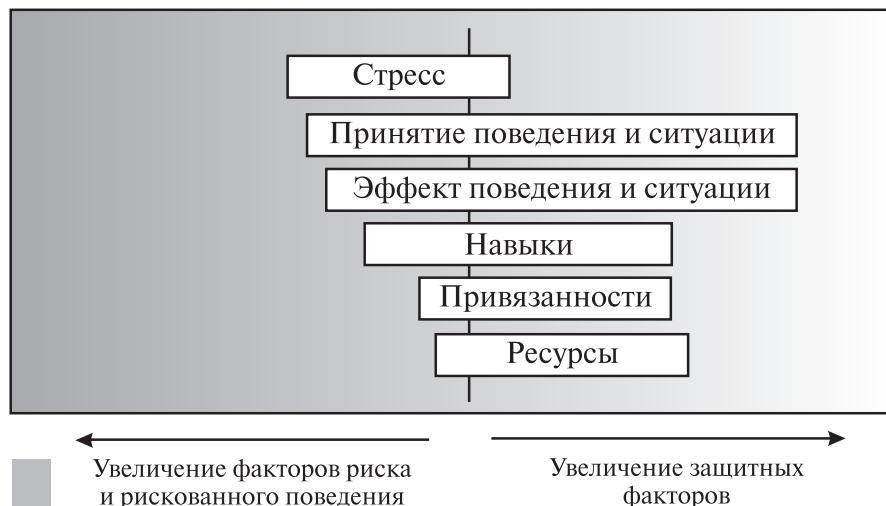 Стресс
Принятие поведения и ситуации
Эффект поведения и ситуации
Навыки
Привязанности
Ресурсы
Увеличение факторов риска
и рискованного поведения
Увеличение защитных
факторов